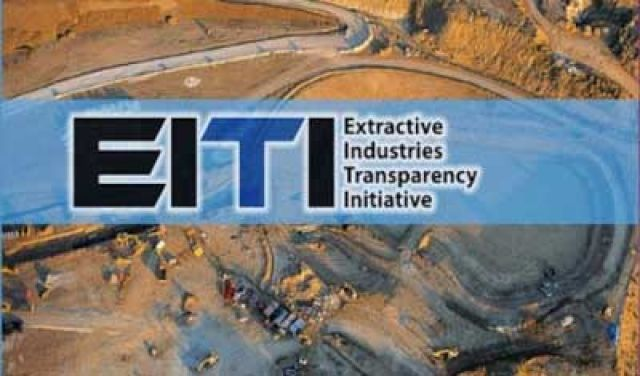 EITI
Extractive
Industries
Transparency
Initiative